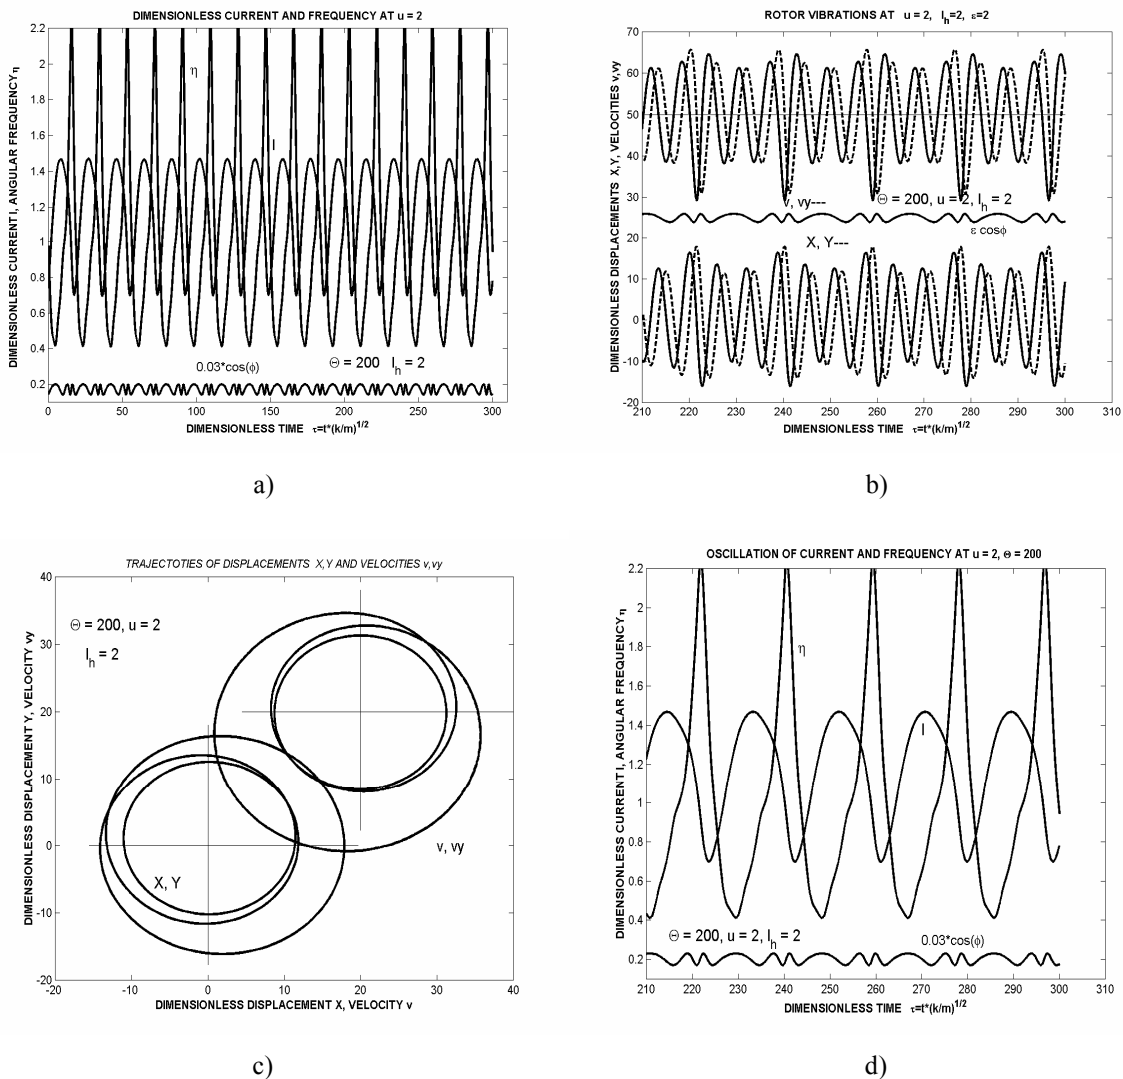 DIMENSIONLESS CURRENT AND FREQUENCY AT u = 2
DIMENSIONLESS CURRENT I, ANGULAR FREQUENCY η
2.2
2
1.8
1.6
1.4
1.2
1
0.8
0.6
0.4
0.2
η
I
0.03*cos(ϕ)
Θ = 200 I_h = 2
0 50 100 150 200 250 300
DIMENSIONLESS TIME τ=t*(k/m)^1/2
a)
ROTOR VIBRATIONS AT u = 2, I_h=2, ε=2
DIMENSIONLESS DISPLACEMENTS X, Y, VELOCITIES v,vy
70
60
50
40
30
20
10
0
-10
-20
v, vy---
Θ = 200, u = 2, I_h = 2
ε cosϕ
X, Y---
210 220 230 240 250 260 270 280 290 300 310
DIMENSIONLESS TIME τ=t*(k/m)^1/2
b)
TRAJECTOTIES OF DISPLACEMENTS X,Y AND VELOCITIES v,vy
DIMENSIONLESS DISPLACEMENT Y, VELOCITY vy
40
30
20
10
0
-10
-20
Θ = 200, u = 2
I_h = 2
v, vy
X, Y
-20 -10 0 10 20 30 40
DIMENSIONLESS DISPLACEMENT X, VELOCITY v
c)
OSCILLATION OF CURRENT AND FREQUENCY AT u = 2, Θ = 200
DIMENSIONLESS CURRENT I, ANGULAR FREQUENCY η
2.2
2
1.8
1.6
1.4
1.2
1
0.8
0.6
0.4
0.2
η
I
Θ = 200, u = 2, I_h = 2
0.03*cos(ϕ)
210 220 230 240 250 260 270 280 290 300 310
DIMENSIONLESS TIME τ=t*(k/m)^1/2
d)